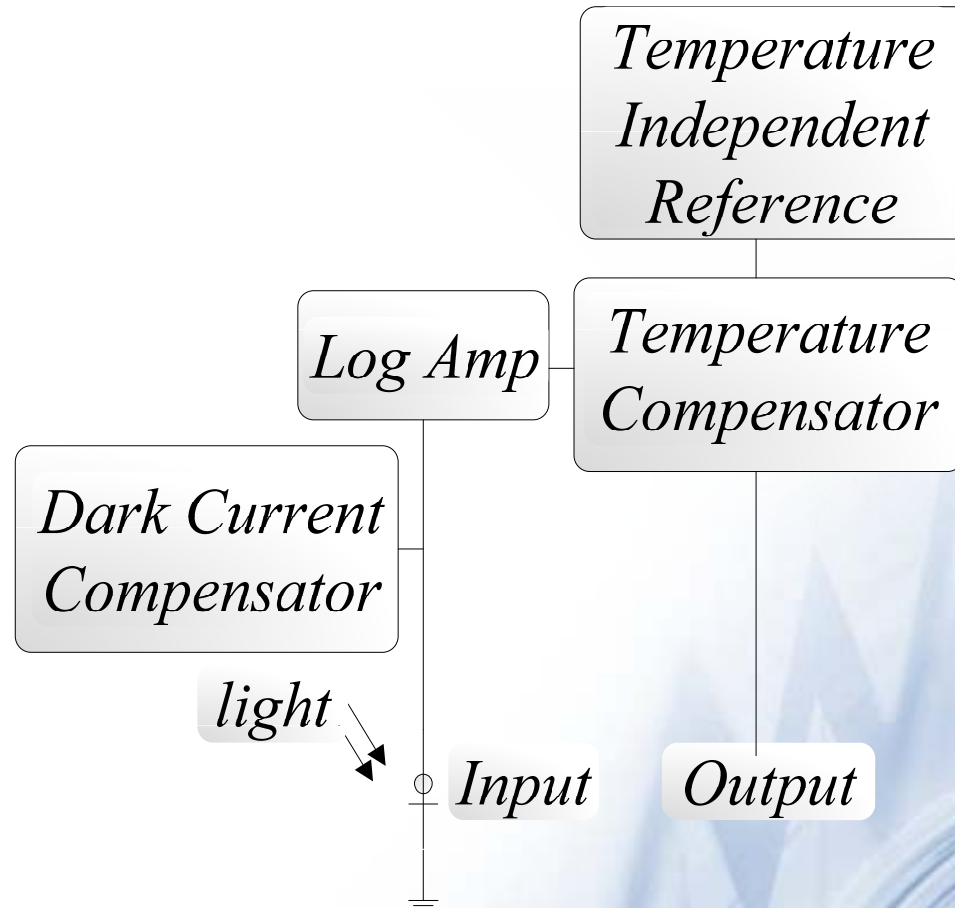 Temperature
Independent
Reference
Log Amp
Temperature
Compensator
Dark Current
Compensator
light
Input
Output